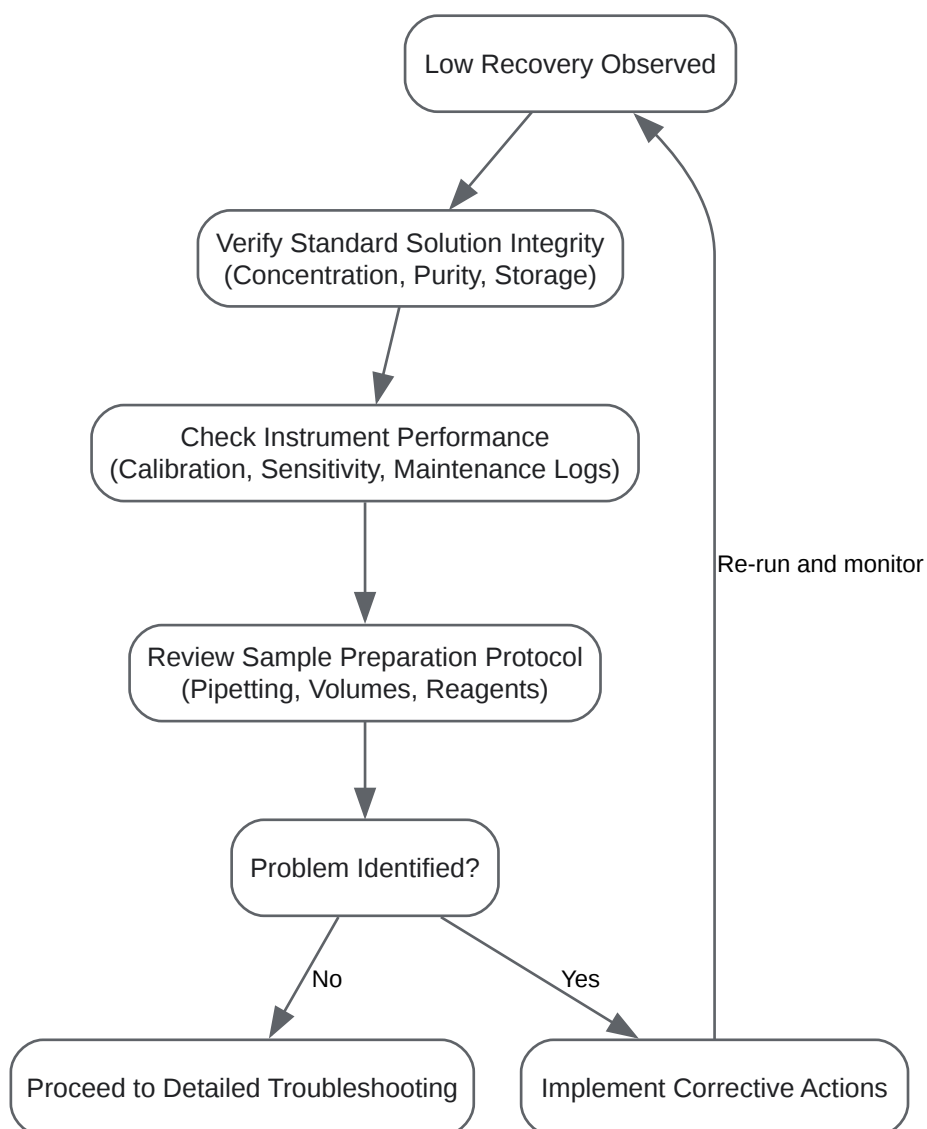 Low Recovery Observed
Verify Standard Solution Integrity
(Concentration, Purity, Storage)
Check Instrument Performance
(Calibration, Sensitivity, Maintenance Logs)
Re-run and monitor
Review Sample Preparation Protocol
(Pipetting, Volumes, Reagents)
Problem Identified?
No
Yes
Proceed to Detailed Troubleshooting
Implement Corrective Actions